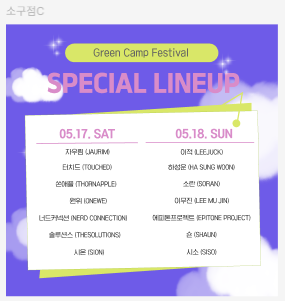 소구점C
Green Camp Festival
SPECIAL LINEUP
05.17. SAT
자우림 (JAURIM)
터치드 (TOUCHED)
쏜애플 (THORNAPPLE)
원위 (ONEWE)
너드커넥션 (NERD CONNECTION)
솔루션스 (THESOLUTIONS)
시온 (SION)
05.18. SUN
이적 (LEEJUCK)
하성운 (HA SUNG WOON)
소란 (SORAN)
이무진 (LEE MU JIN)
에피톤프로젝트 (EPITONE PROJECT)
숀 (SHAUN)
시소 (SISO)